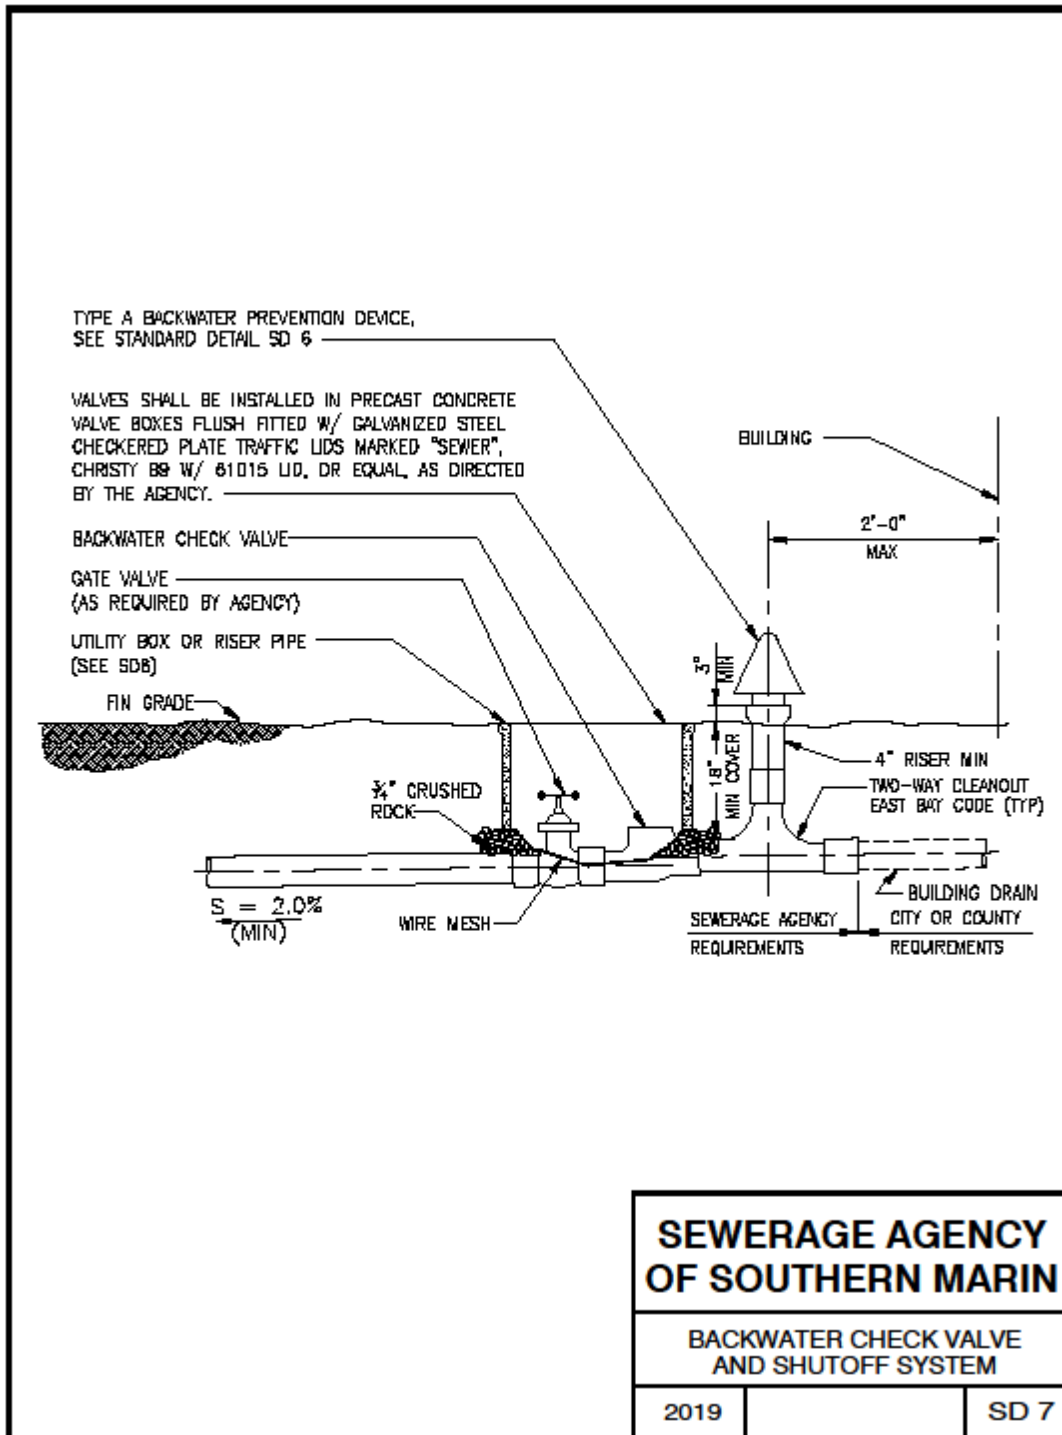 TYPE A BACKWATER PREVENTION DEVICE,
SEE STANDARD DETAIL SD 6
VALVES SHALL BE INSTALLED IN PRECAST CONCRETE
VALVE BOXES FLUSH FITTED W/ GALVANIZED STEEL
CHECKERED PLATE TRAFFIC LIDS MARKED "SEWER",
CHRISTY B9 W/ 61015 LID, OR EQUAL, AS DIRECTED
BY THE AGENCY.
BUILDING
2'-0"
MAX
BACKWATER CHECK VALVE
GATE VALVE
(AS REQUIRED BY AGENCY)
UTILITY BOX OR RISER PIPE
(SEE SD8)
FIN GRADE
3"
MIN
18"
MIN COVER
4" RISER MIN
TWO-WAY CLEANOUT
EAST BAY CODE (TYP)
¾" CRUSHED
ROCK
S = 2.0%
(MIN)
WIRE MESH
BUILDING DRAIN
SEWERAGE AGENCY
REQUIREMENTS
CITY OR COUNTY
REQUIREMENTS
SEWERAGE AGENCY
OF SOUTHERN MARIN
BACKWATER CHECK VALVE
AND SHUTOFF SYSTEM
2019
SD 7